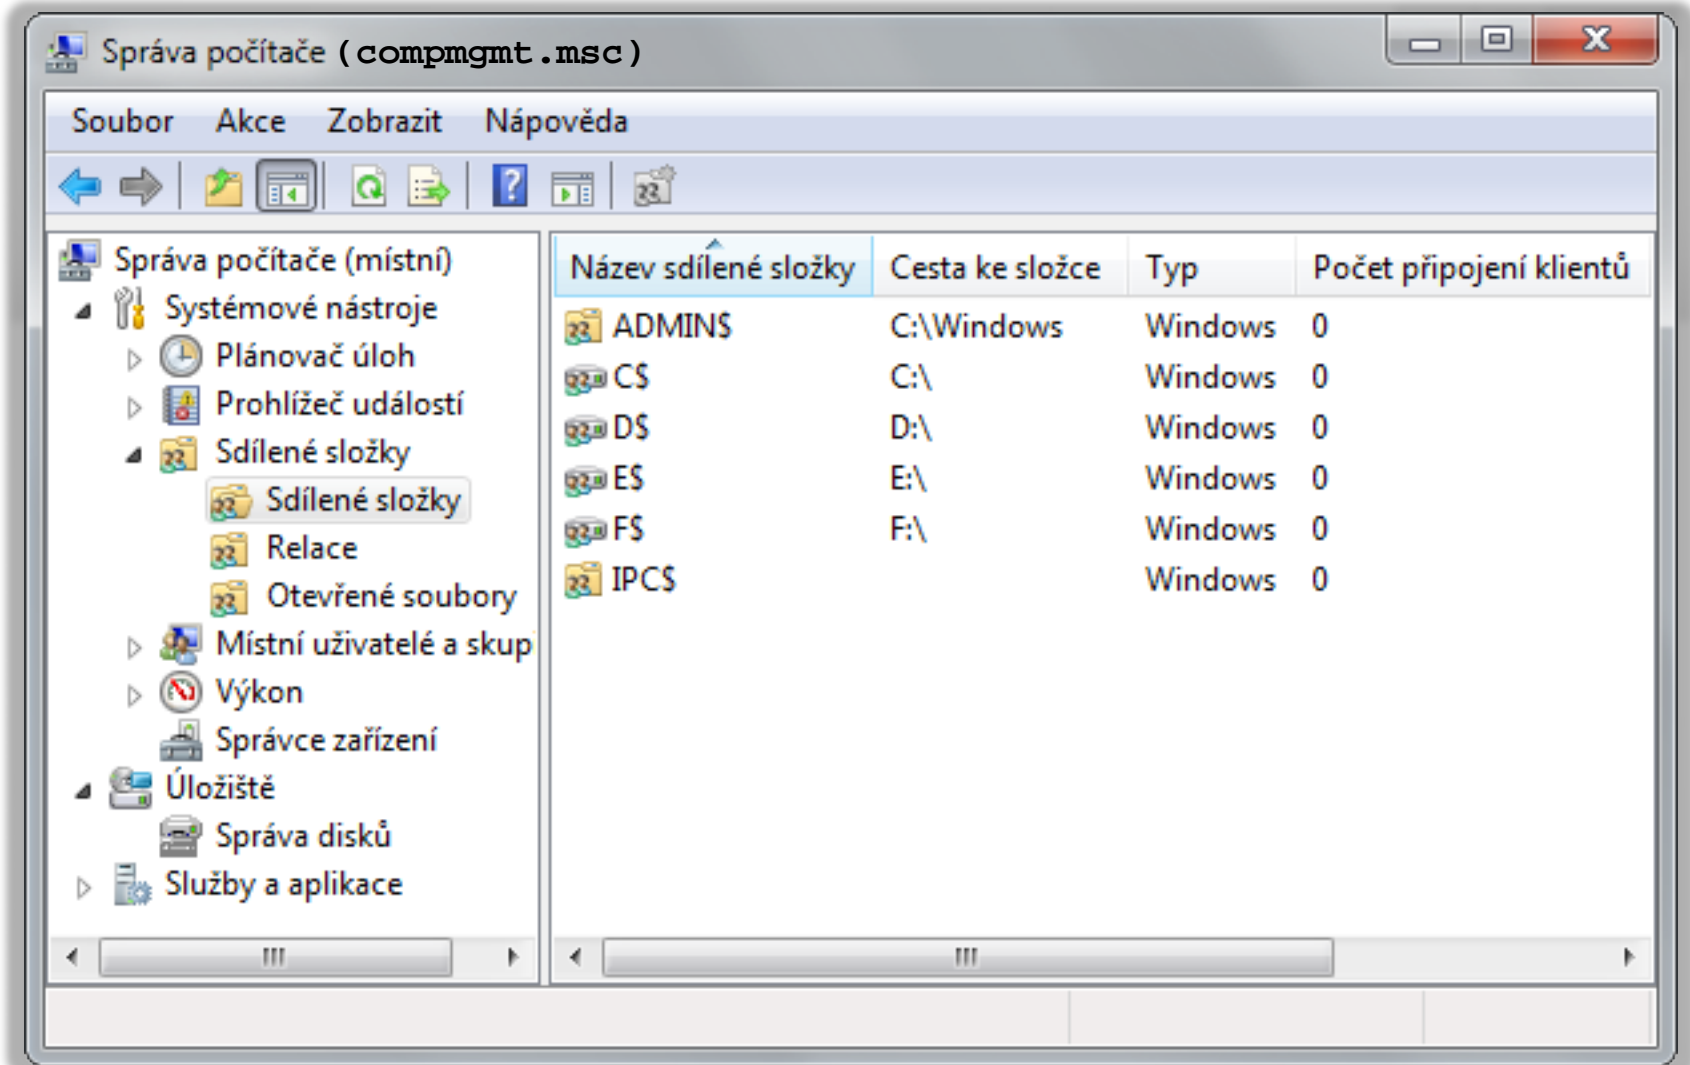 Správa počítače (compmgmt.msc)
Soubor Akce Zobrazit Nápověda
Správa počítače (místní)
Systémové nástroje
Plánovač úloh
Prohlížeč událostí
Sdílené složky
Sdílené složky
Relace
Otevřené soubory
Místní uživatelé a skup
Výkon
Správce zařízení
Úložiště
Správa disků
Služby a aplikace
Název sdílené složky Cesta ke složce Typ Počet připojení klientů
ADMIN$ C:\Windows Windows 0
C$ C:\ Windows 0
D$ D:\ Windows 0
E$ E:\ Windows 0
F$ F:\ Windows 0
IPC$ Windows 0